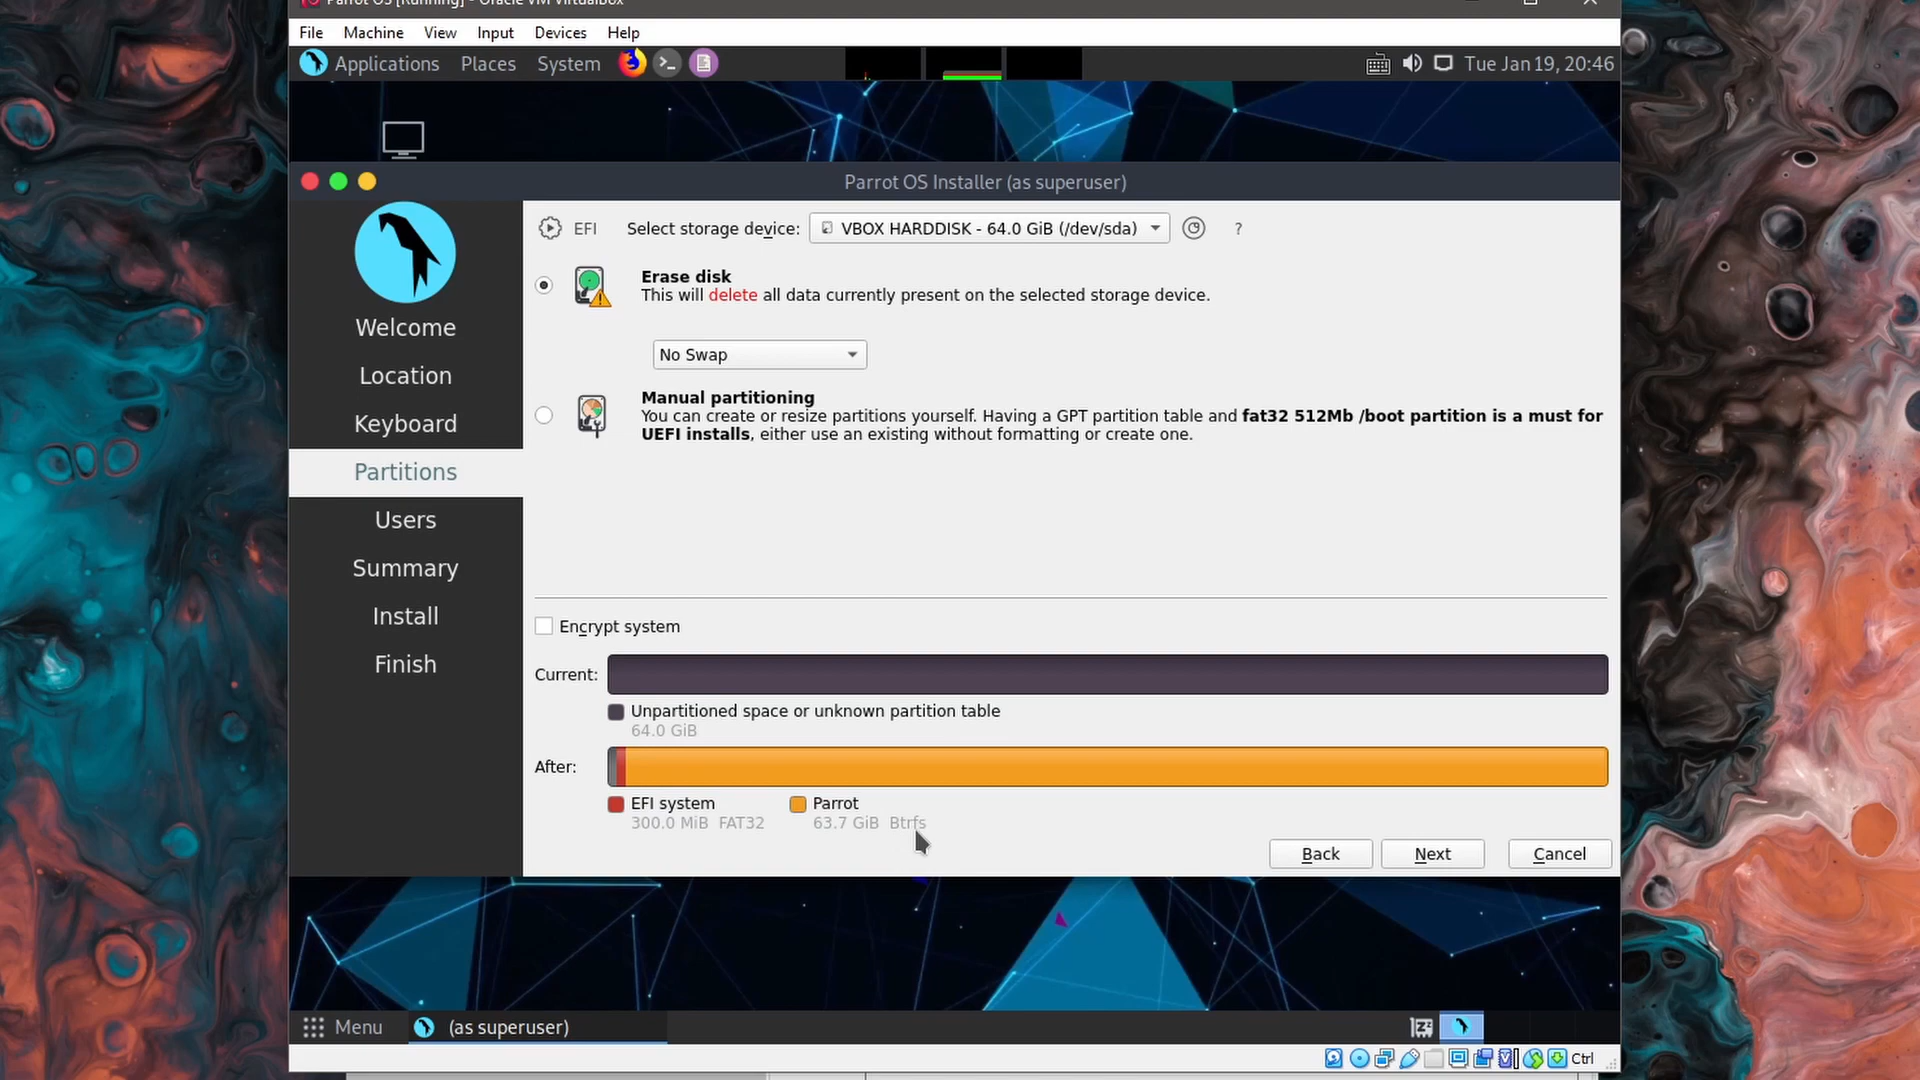 Parrot OS [Running] - Oracle VM VirtualBox
File Machine View Input Devices Help
Applications Places System Tue Jan 19, 20:46
Parrot OS Installer (as superuser)
EFI Select storage device: VBOX HARDDISK - 64.0 GiB (/dev/sda) ?
Erase disk
This will delete all data currently present on the selected storage device.
No Swap
Manual partitioning
You can create or resize partitions yourself. Having a GPT partition table and fat32 512Mb /boot partition is a must for
UEFI installs, either use an existing without formatting or create one.
Welcome
Location
Keyboard
Partitions
Users
Summary
Install
Finish
Encrypt system
Current:
Unpartitioned space or unknown partition table
64.0 GiB
After:
EFI system Parrot
300.0 MiB FAT32 63.7 GiB Btrfs
Back Next Cancel
Menu (as superuser)
Ctrl